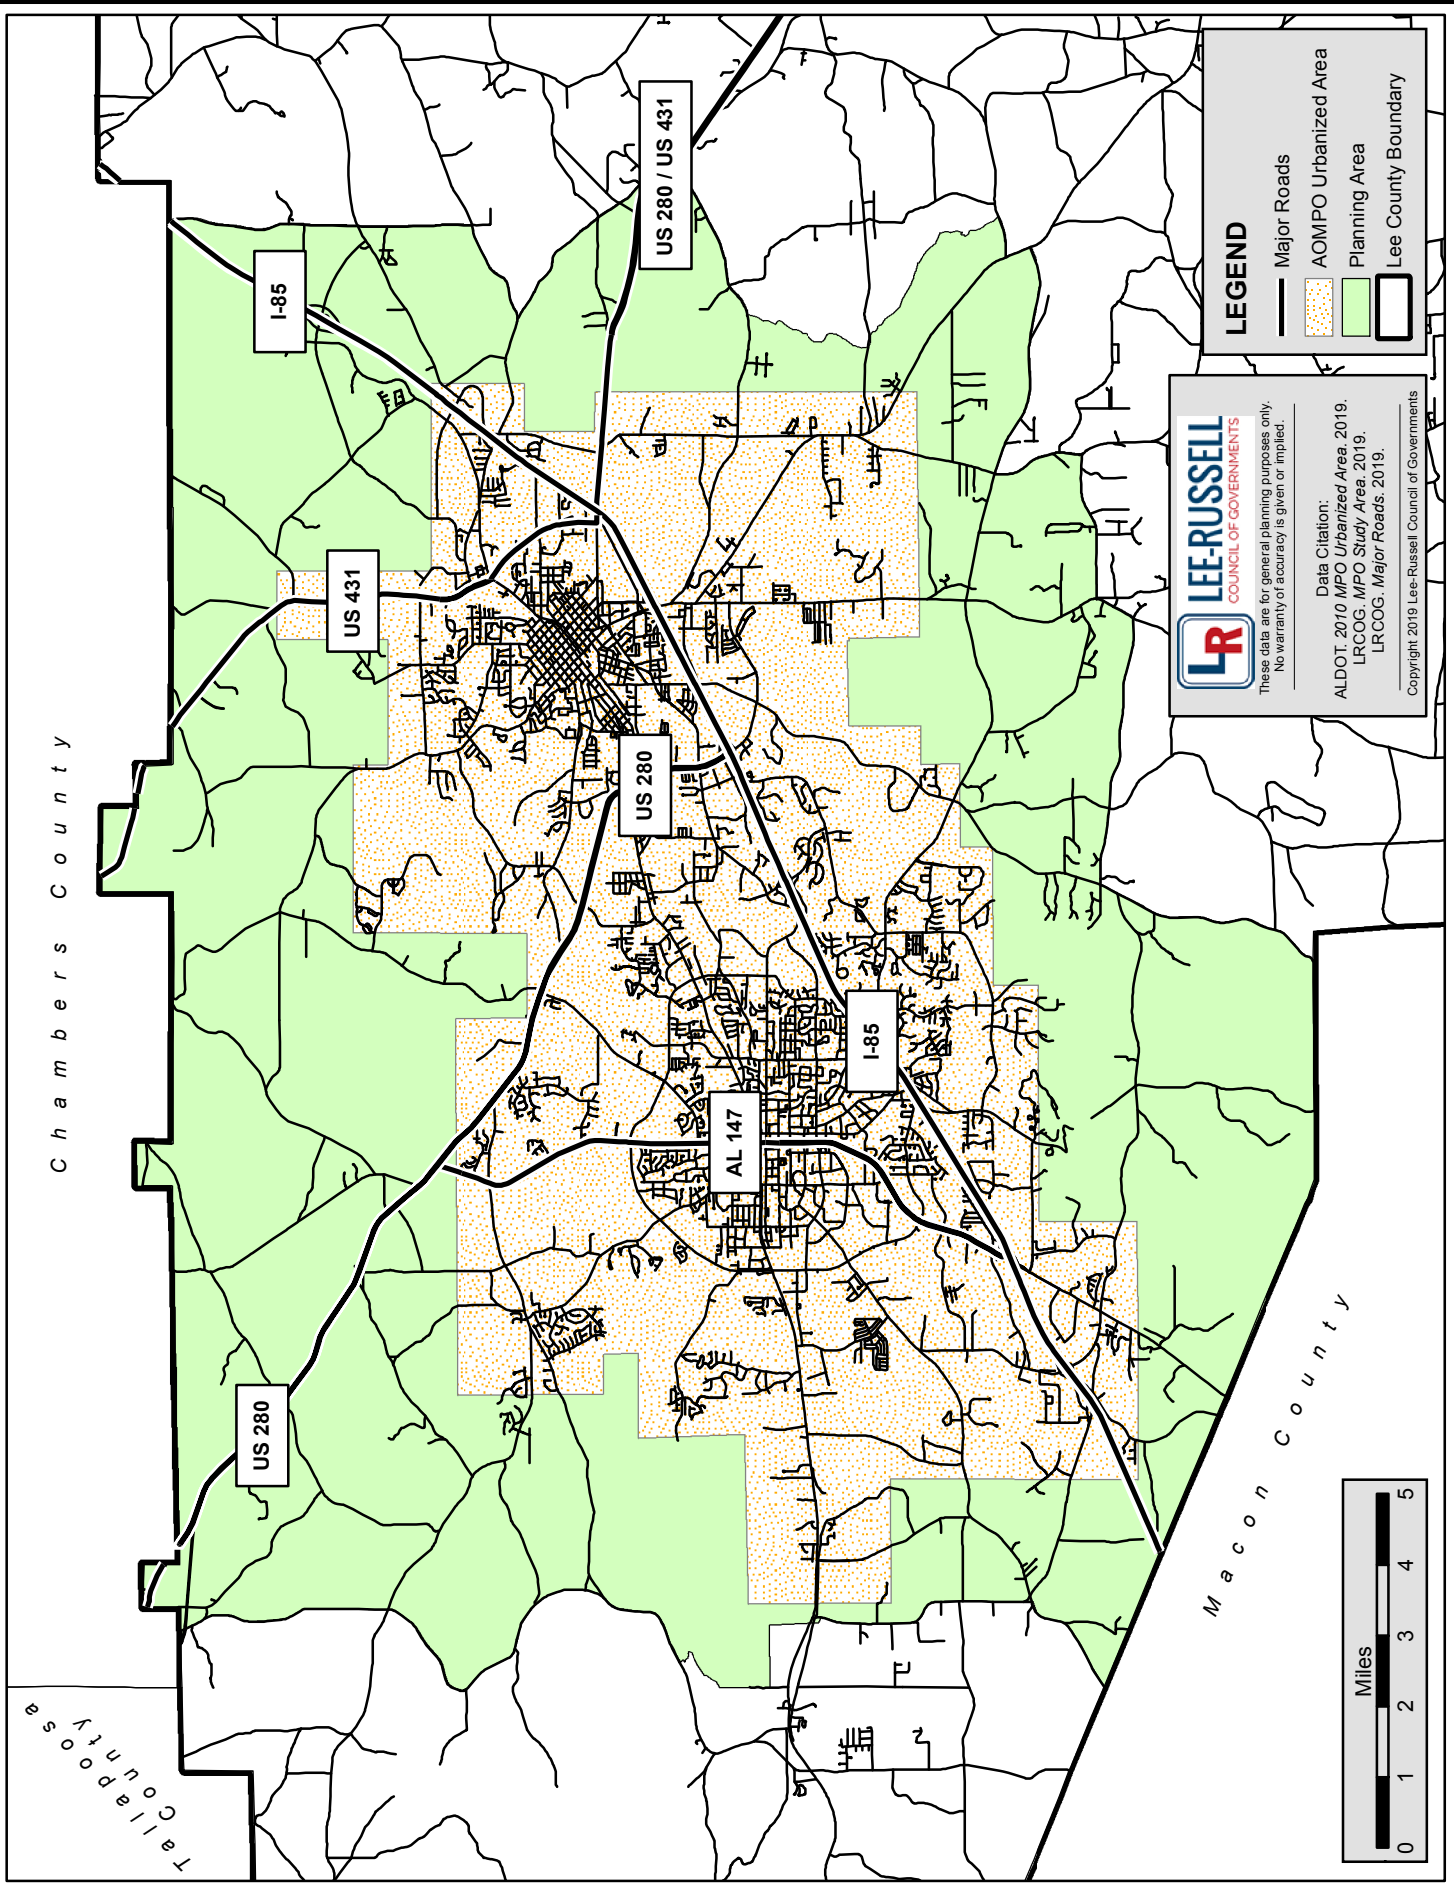 Chambers County
Tallapoosa
County
Macon County
I-85
US 280 / US 431
US 431
US 280
I-85
AL 147
US 280
LEGEND
Major Roads
AOMPO Urbanized Area
Planning Area
Lee County Boundary
LR
LEE-RUSSELL
COUNCIL OF GOVERNMENTS
These data are for general planning purposes only.
No warranty of accuracy is given or implied.
Data Citation:
ALDOT. 2010 MPO Urbanized Area. 2019.
LRCOG. MPO Study Area. 2019.
LRCOG. Major Roads. 2019.
Copyright 2019 Lee-Russell Council of Governments
Miles
0 1 2 3 4 5